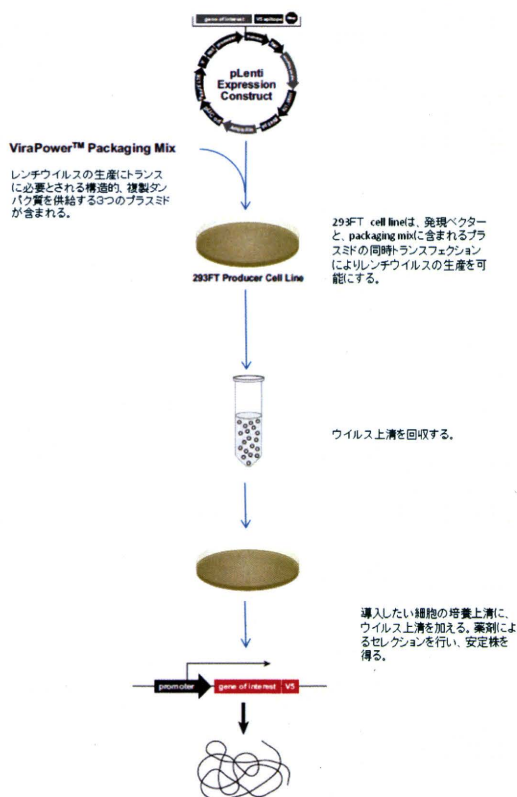 gene of interest V5 epitope
pLenti
Expression
Construct
Ampicillin
ViraPower™ Packaging Mix
レンチウイルスの生産にトランス
に必要とされる構造的、複製タン
パク質を供給する3つのプラスミド
が含まれる。
293FT Producer Cell Line
293FT cell lineは、発現ベクター
と、packaging mixに含まれるプラ
スミドの同時トランスフェクション
によりレンチウイルスの生産を可
能にする。
ウイルス上清を回収する。
導入したい細胞の培養上清に、
ウイルス上清を加える。薬剤によ
るセレクションを行い、安定株を
得る。
promoter gene of interest V5